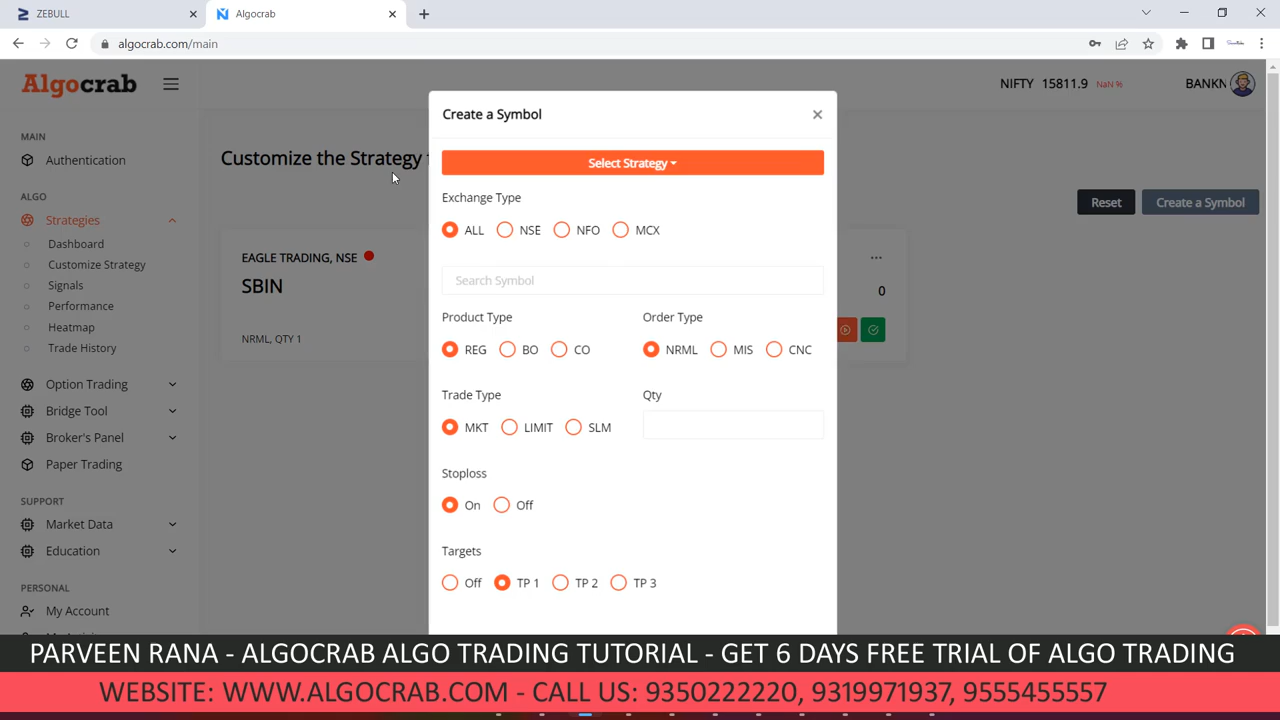 ZEBULL
Algocrab
algocrab.com/main
Algocrab
NIFTY 15811.9 NaN % BANKN
MAIN
Authentication
ALGO
Strategies
Dashboard
Customize Strategy
Signals
Performance
Heatmap
Trade History
Option Trading
Bridge Tool
Broker's Panel
Paper Trading
SUPPORT
Market Data
Education
PERSONAL
My Account
Customize the Strategy
Reset Create a Symbol
EAGLE TRADING, NSE
SBIN
NRML, QTY 1
...
0
Create a Symbol ×
Select Strategy
Exchange Type
ALL NSE NFO MCX
Search Symbol
Product Type Order Type
REG BO CO NRML MIS CNC
Trade Type Qty
MKT LIMIT SLM
Stoploss
On Off
Targets
Off TP 1 TP 2 TP 3
PARVEEN RANA - ALGOCRAB ALGO TRADING TUTORIAL - GET 6 DAYS FREE TRIAL OF ALGO TRADING
WEBSITE: WWW.ALGOCRAB.COM - CALL US: 9350222220, 9319971937, 9555455557